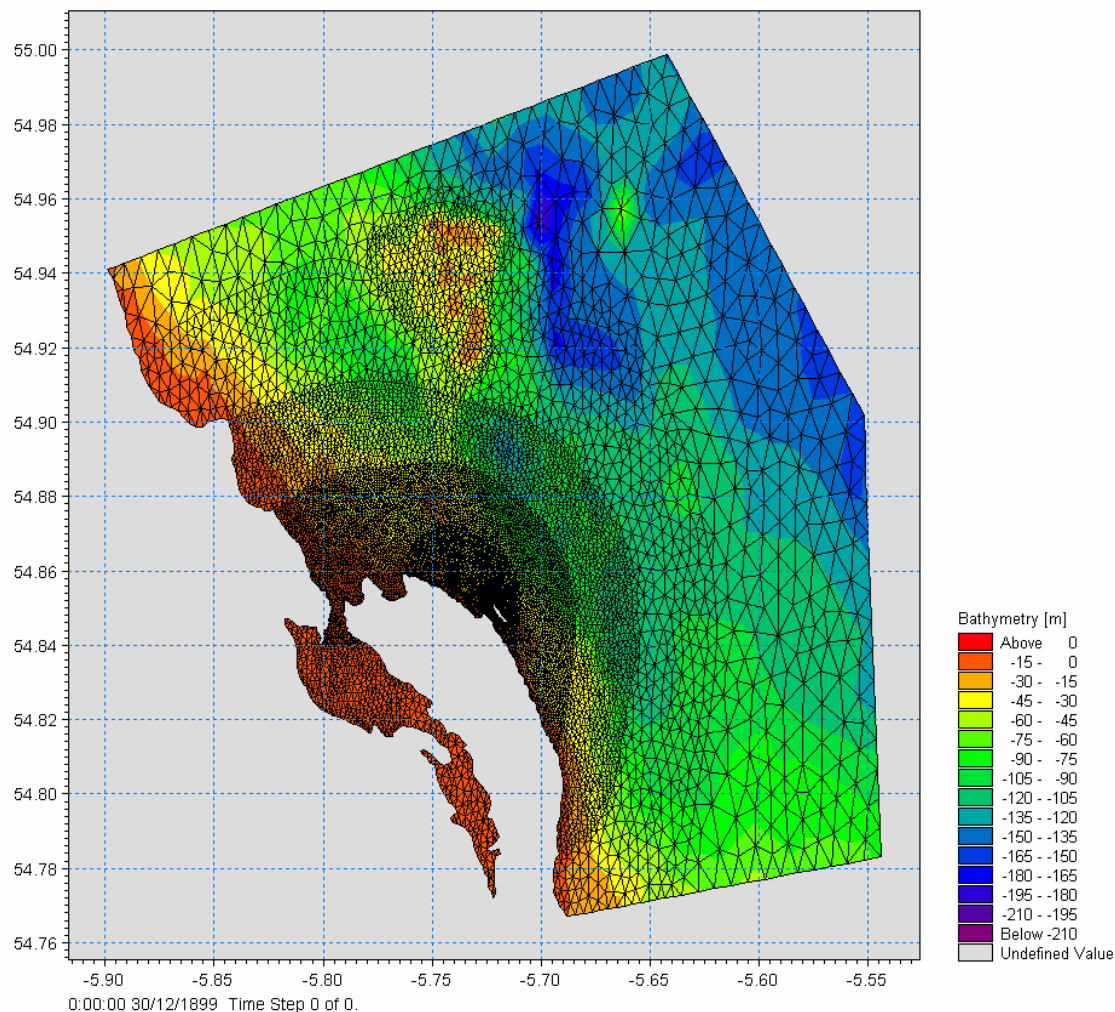 55.00
54.98
54.96
54.94
54.92
54.90
54.88
54.86
54.84
54.82
54.80
54.78
54.76
-5.90 -5.85 -5.80 -5.75 -5.70 -5.65 -5.60 -5.55
0:00:00 30/12/1899 Time Step 0 of 0.
Bathymetry [m]
Above 0
-15 - 0
-30 - -15
-45 - -30
-60 - -45
-75 - -60
-90 - -75
-105 - -90
-120 - -105
-135 - -120
-150 - -135
-165 - -150
-180 - -165
-195 - -180
-210 - -195
Below -210
Undefined Value